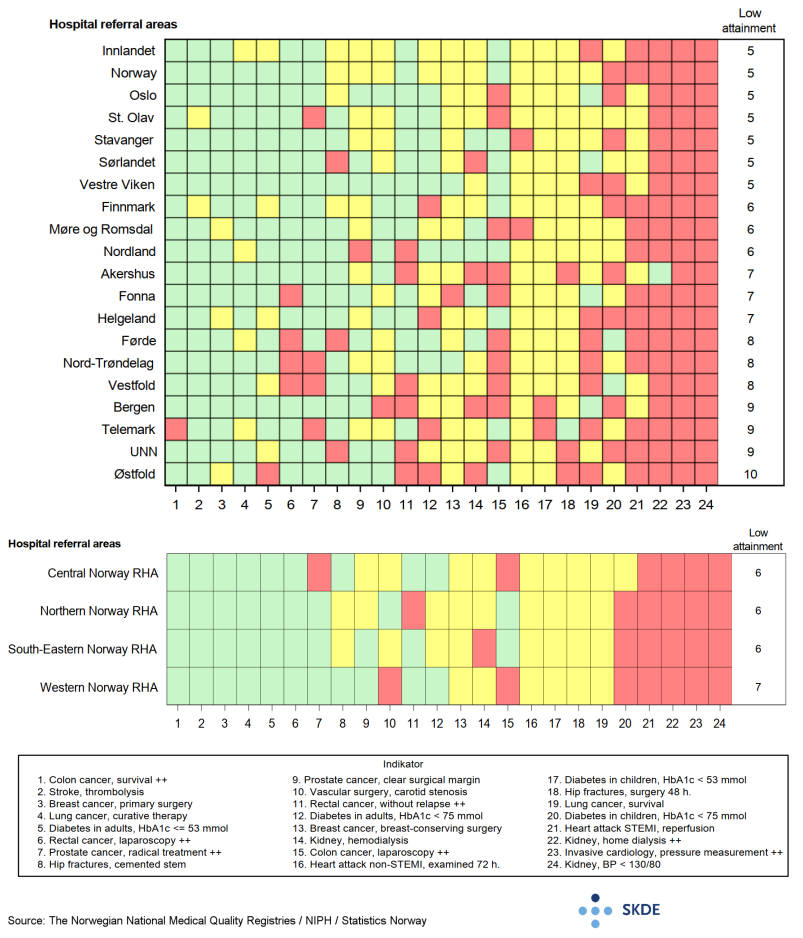 Hospital referral areas
Low
attainment
Innlandet 5
Norway 5
Oslo 5
St. Olav 5
Stavanger 5
Sørlandet 5
Vestre Viken 5
Finnmark 6
Møre og Romsdal 6
Nordland 6
Akershus 7
Fonna 7
Helgeland 7
Førde 8
Nord-Trøndelag 8
Vestfold 8
Bergen 9
Telemark 9
UNN 9
Østfold 10
1 2 3 4 5 6 7 8 9 10 11 12 13 14 15 16 17 18 19 20 21 22 23 24
Hospital referral areas
Low
attainment
Central Norway RHA 6
Northern Norway RHA 6
South-Eastern Norway RHA 6
Western Norway RHA 7
1 2 3 4 5 6 7 8 9 10 11 12 13 14 15 16 17 18 19 20 21 22 23 24
Indikator
1. Colon cancer, survival ++
2. Stroke, thrombolysis
3. Breast cancer, primary surgery
4. Lung cancer, curative therapy
5. Diabetes in adults, HbA1c <= 53 mmol
6. Rectal cancer, laparoscopy ++
7. Prostate cancer, radical treatment ++
8. Hip fractures, cemented stem
9. Prostate cancer, clear surgical margin
10. Vascular surgery, carotid stenosis
11. Rectal cancer, without relapse ++
12. Diabetes in adults, HbA1c < 75 mmol
13. Breast cancer, breast-conserving surgery
14. Kidney, hemodialysis
15. Colon cancer, laparoscopy ++
16. Heart attack non-STEMI, examined 72 h.
17. Diabetes in children, HbA1c < 53 mmol
18. Hip fractures, surgery 48 h.
19. Lung cancer, survival
20. Diabetes in children, HbA1c < 75 mmol
21. Heart attack STEMI, reperfusion
22. Kidney, home dialysis ++
23. Invasive cardiology, pressure measurement ++
24. Kidney, BP < 130/80
SKDE
Source: The Norwegian National Medical Quality Registries / NIPH / Statistics Norway